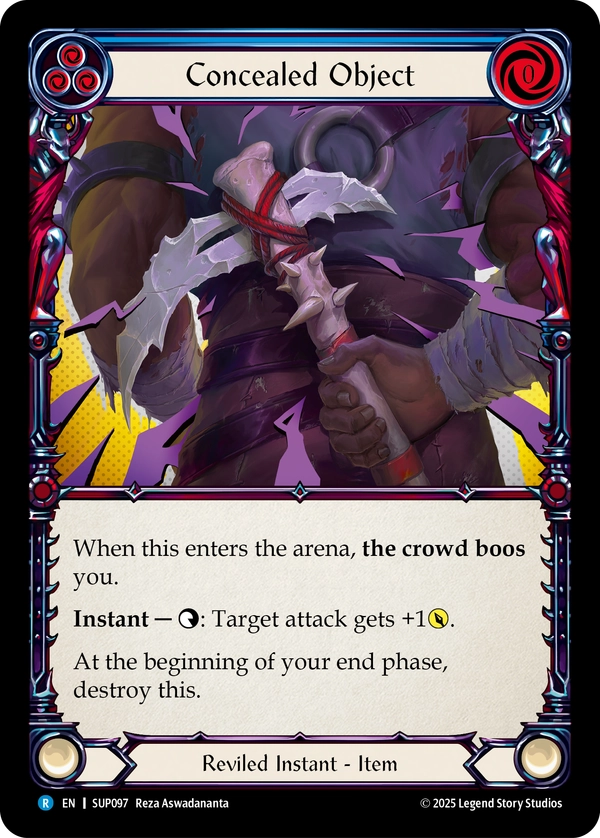 Concealed Object
0
When this enters the arena, the crowd boos
you.
Instant — : Target attack gets +1.
At the beginning of your end phase,
destroy this.
Reviled Instant - Item
R EN | SUP097 Reza Aswadananta
© 2025 Legend Story Studios